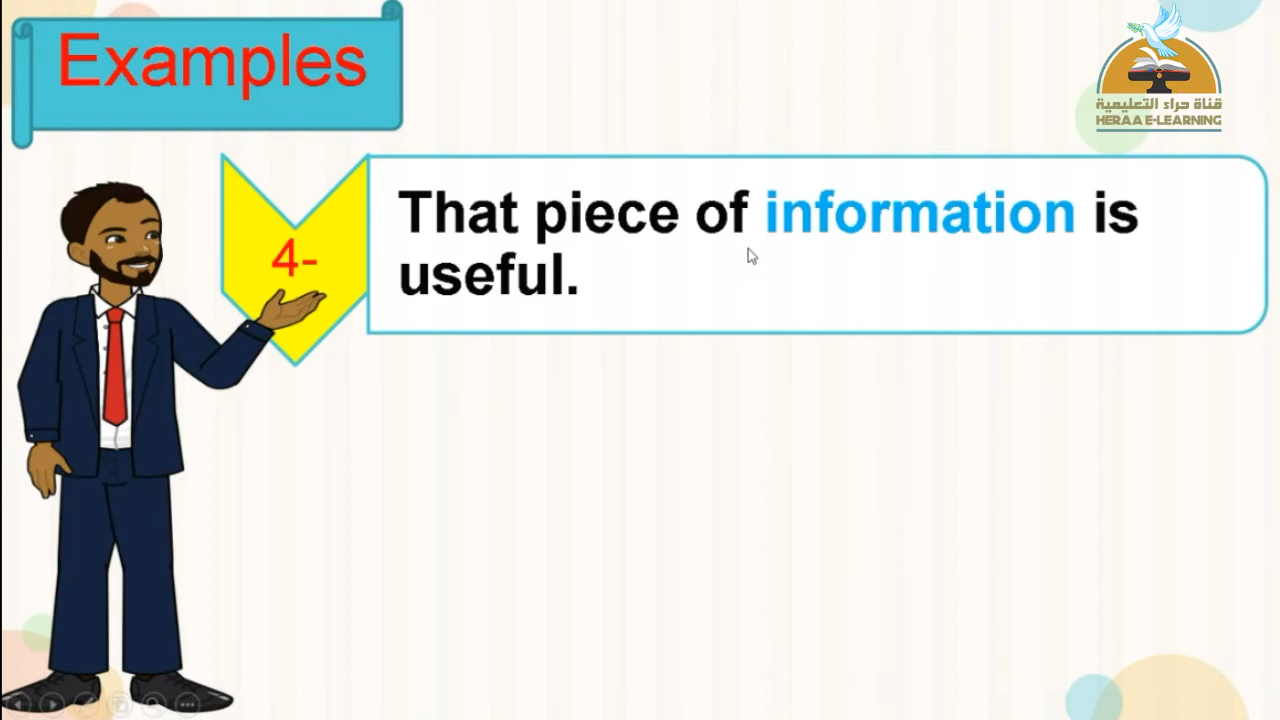 Examples
قناة حراء التعليمية
HERAA E-LEARNING
4-
That piece of information is
useful.